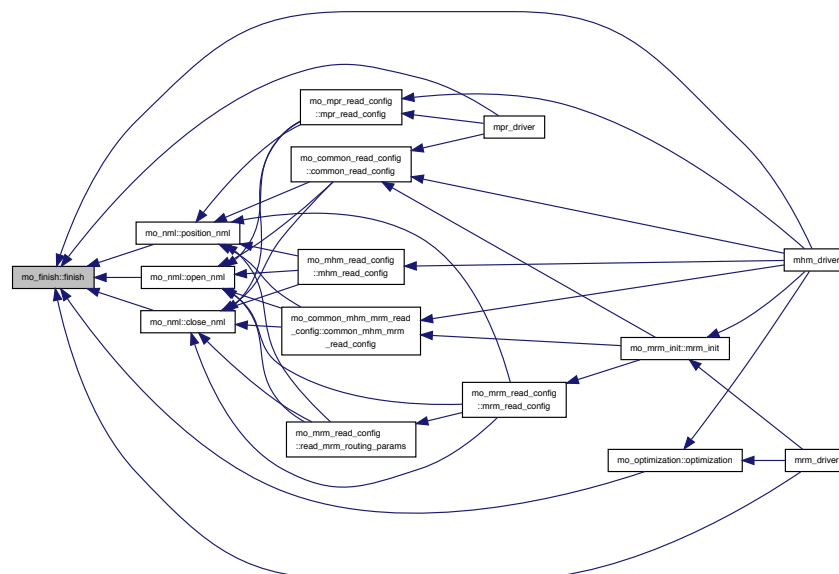 mo_mpr_read_config
::mpr_read_config
mpr_driver
mo_common_read_config
::common_read_config
mo_nml::position_nml
mo_mhm_read_config
::mhm_read_config
mhm_driver
mo_finish::finish
mo_nml::open_nml
mo_nml::close_nml
mo_common_mhm_mrm_read
_config::common_mhm_mrm
_read_config
mo_mrm_init::mrm_init
mo_mrm_read_config
::mrm_read_config
mo_mrm_read_config
::read_mrm_routing_params
mo_optimization::optimization
mrm_driver